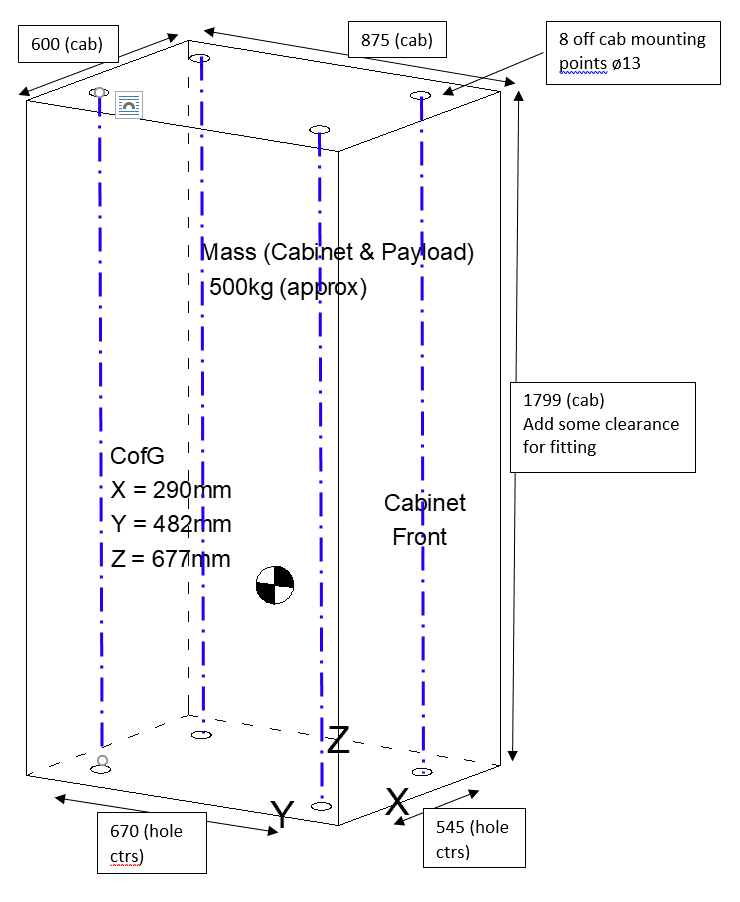 600 (cab)
875 (cab)
8 off cab mounting
points ø13
Mass (Cabinet & Payload)
500kg (approx)
1799 (cab)
Add some clearance
for fitting
CofG
X = 290mm
Y = 482mm
Z = 677mm
Cabinet
Front
Z
Y
X
670 (hole
ctrs)
545 (hole
ctrs)